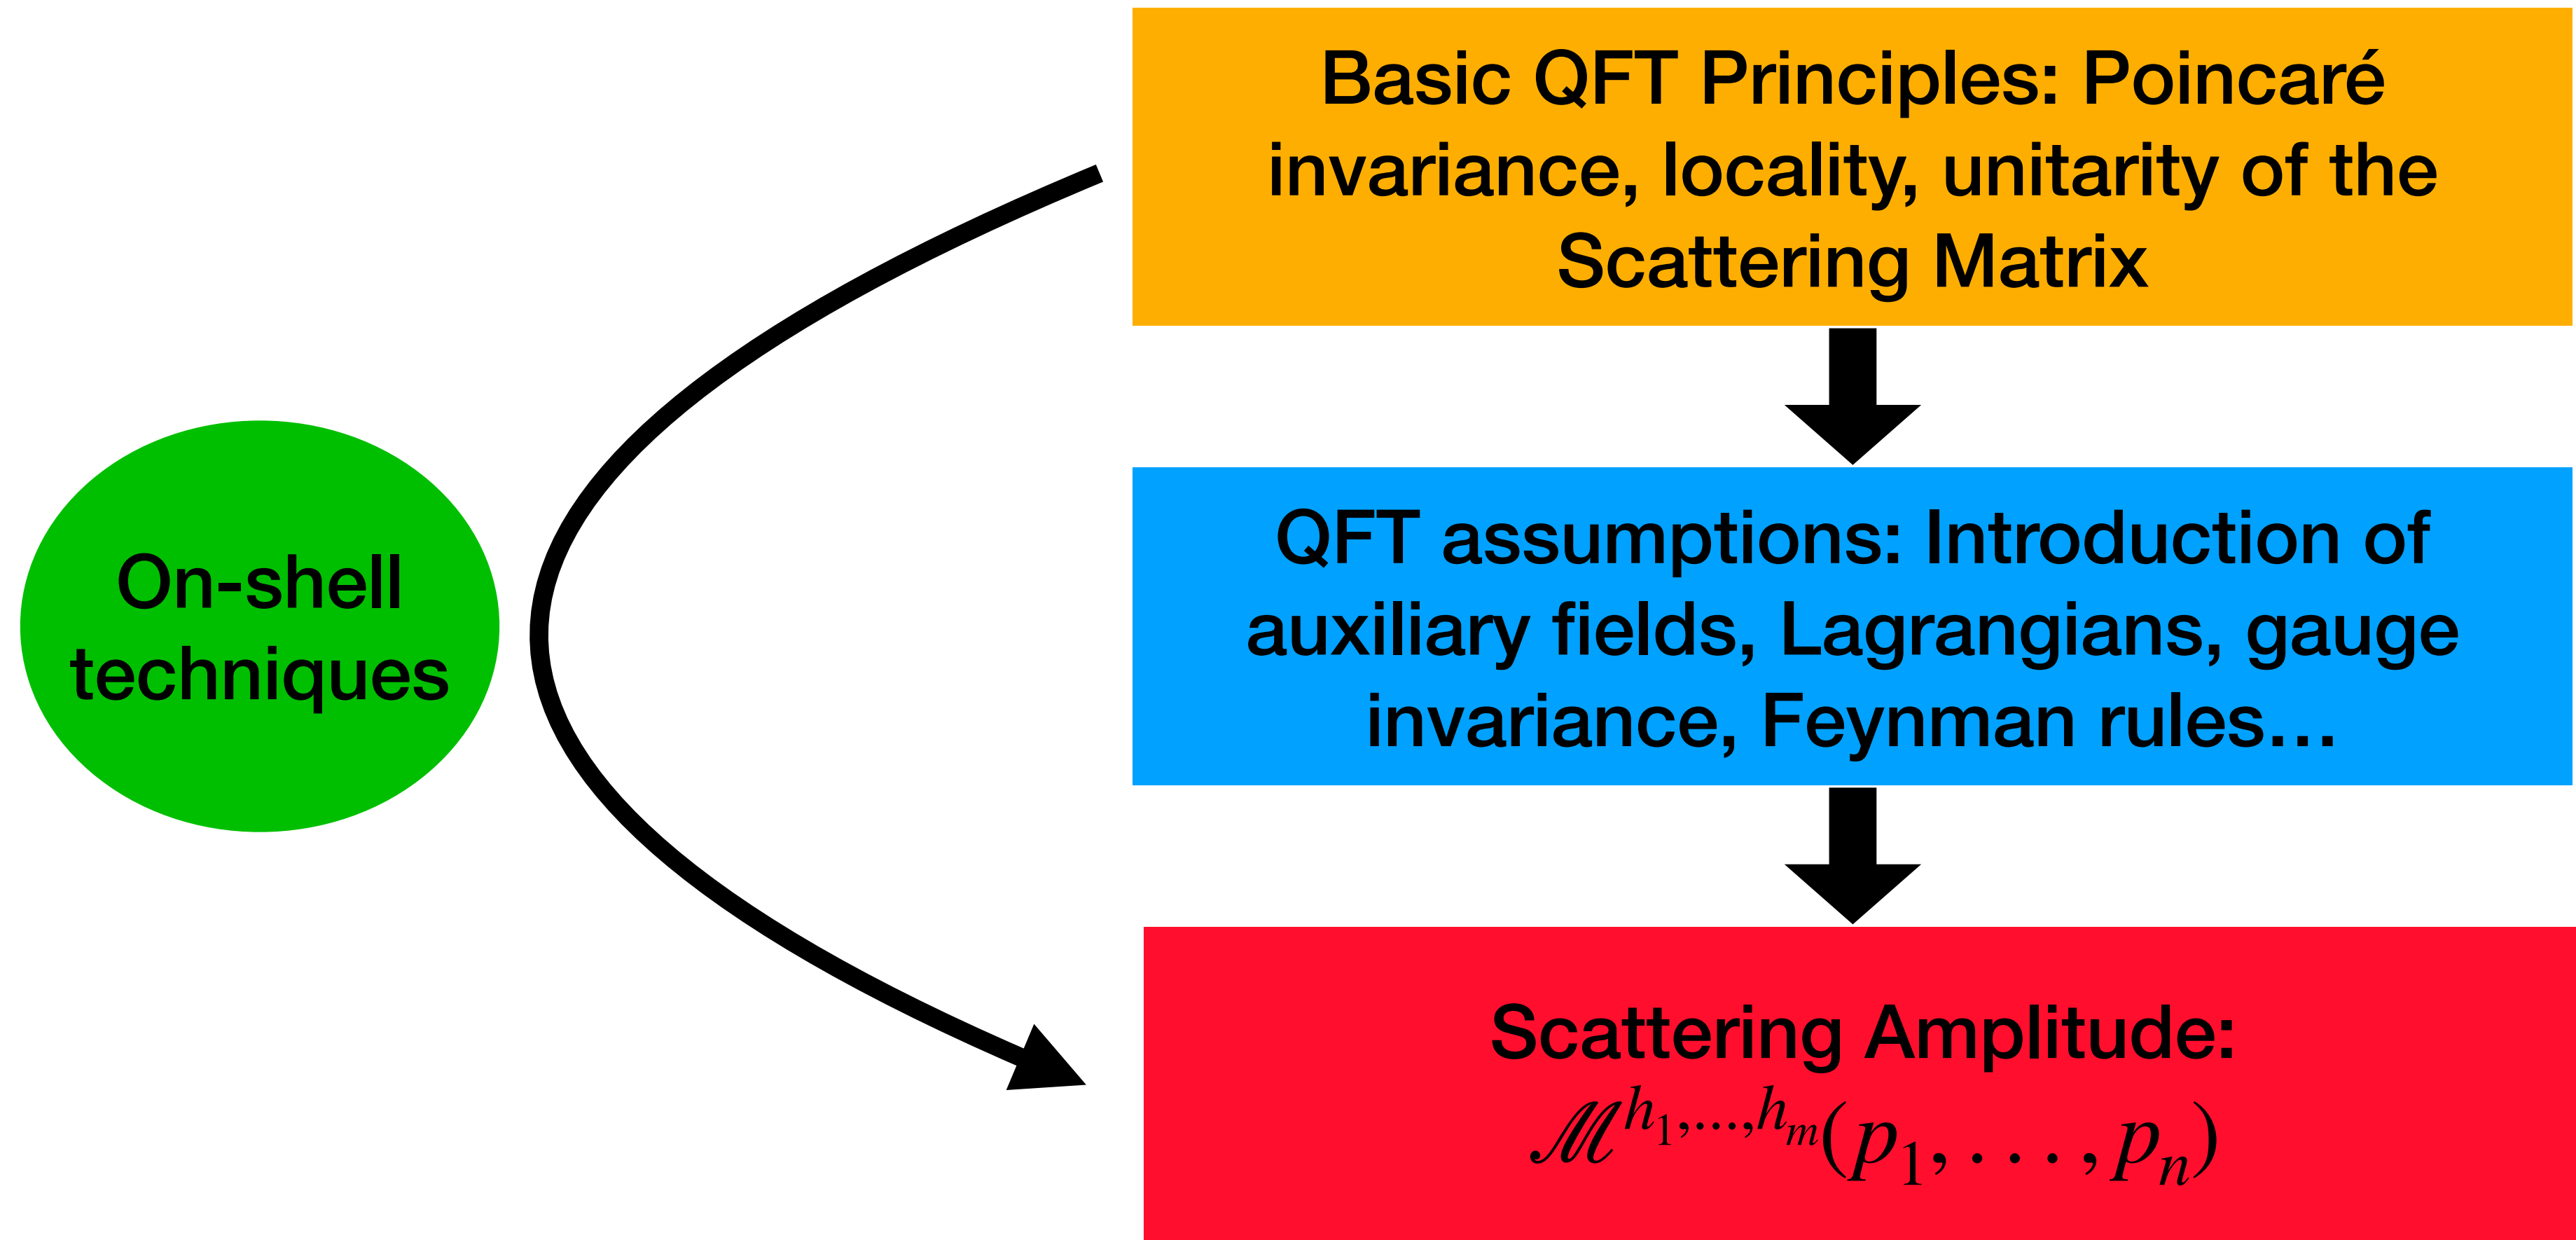 Basic QFT Principles: Poincaré
invariance, locality, unitarity of the
Scattering Matrix
On-shell
techniques
QFT assumptions: Introduction of
auxiliary fields, Lagrangians, gauge
invariance, Feynman rules…
Scattering Amplitude:
ℳ^{h_1,...,h_m}(p_1, . . . , p_n)